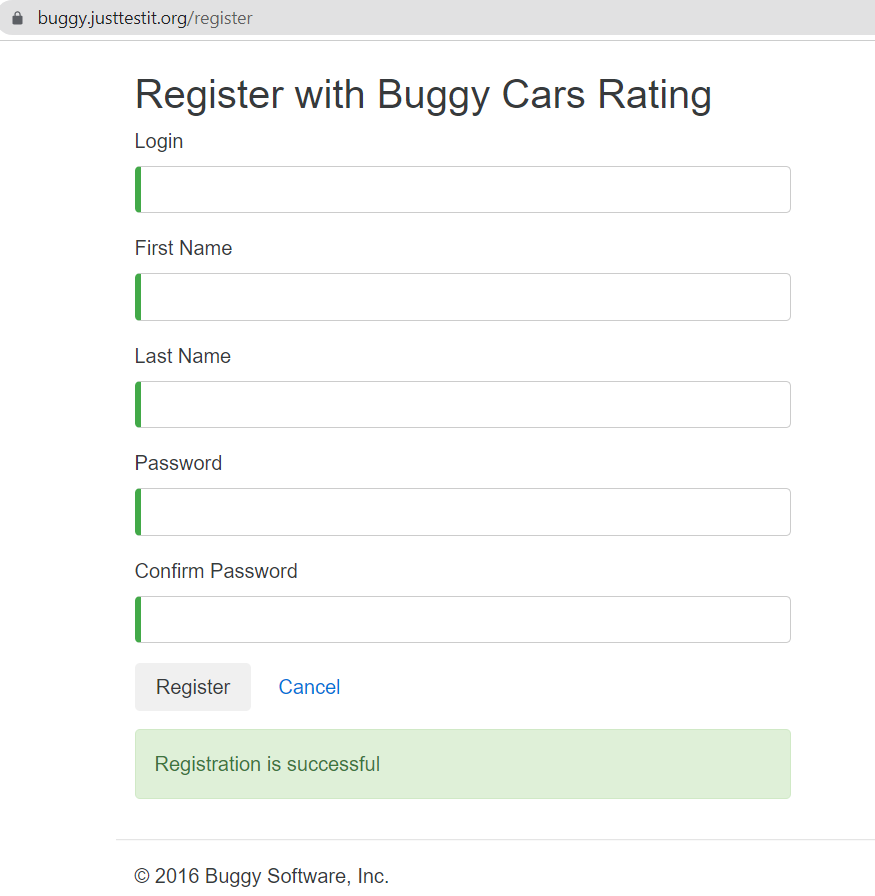 buggy.justtestit.org/register
Register with Buggy Cars Rating
Login
First Name
Last Name
Password
Confirm Password
Register Cancel
Registration is successful
© 2016 Buggy Software, Inc.